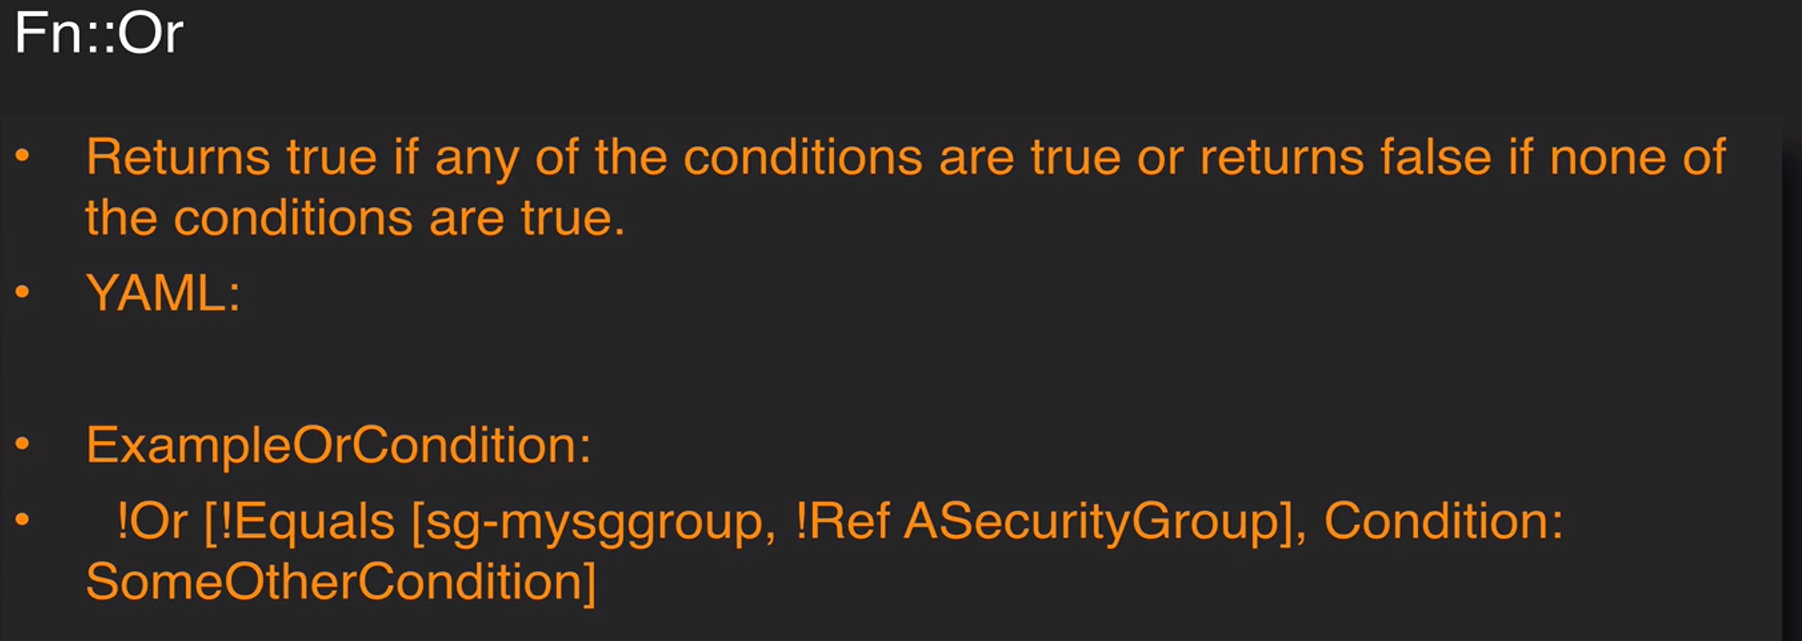 Fn::Or
• Returns true if any of the conditions are true or returns false if none of
the conditions are true.
• YAML:
• ExampleOrCondition:
• !Or [!Equals [sg-mysggroup, !Ref ASecurityGroup], Condition:
SomeOtherCondition]